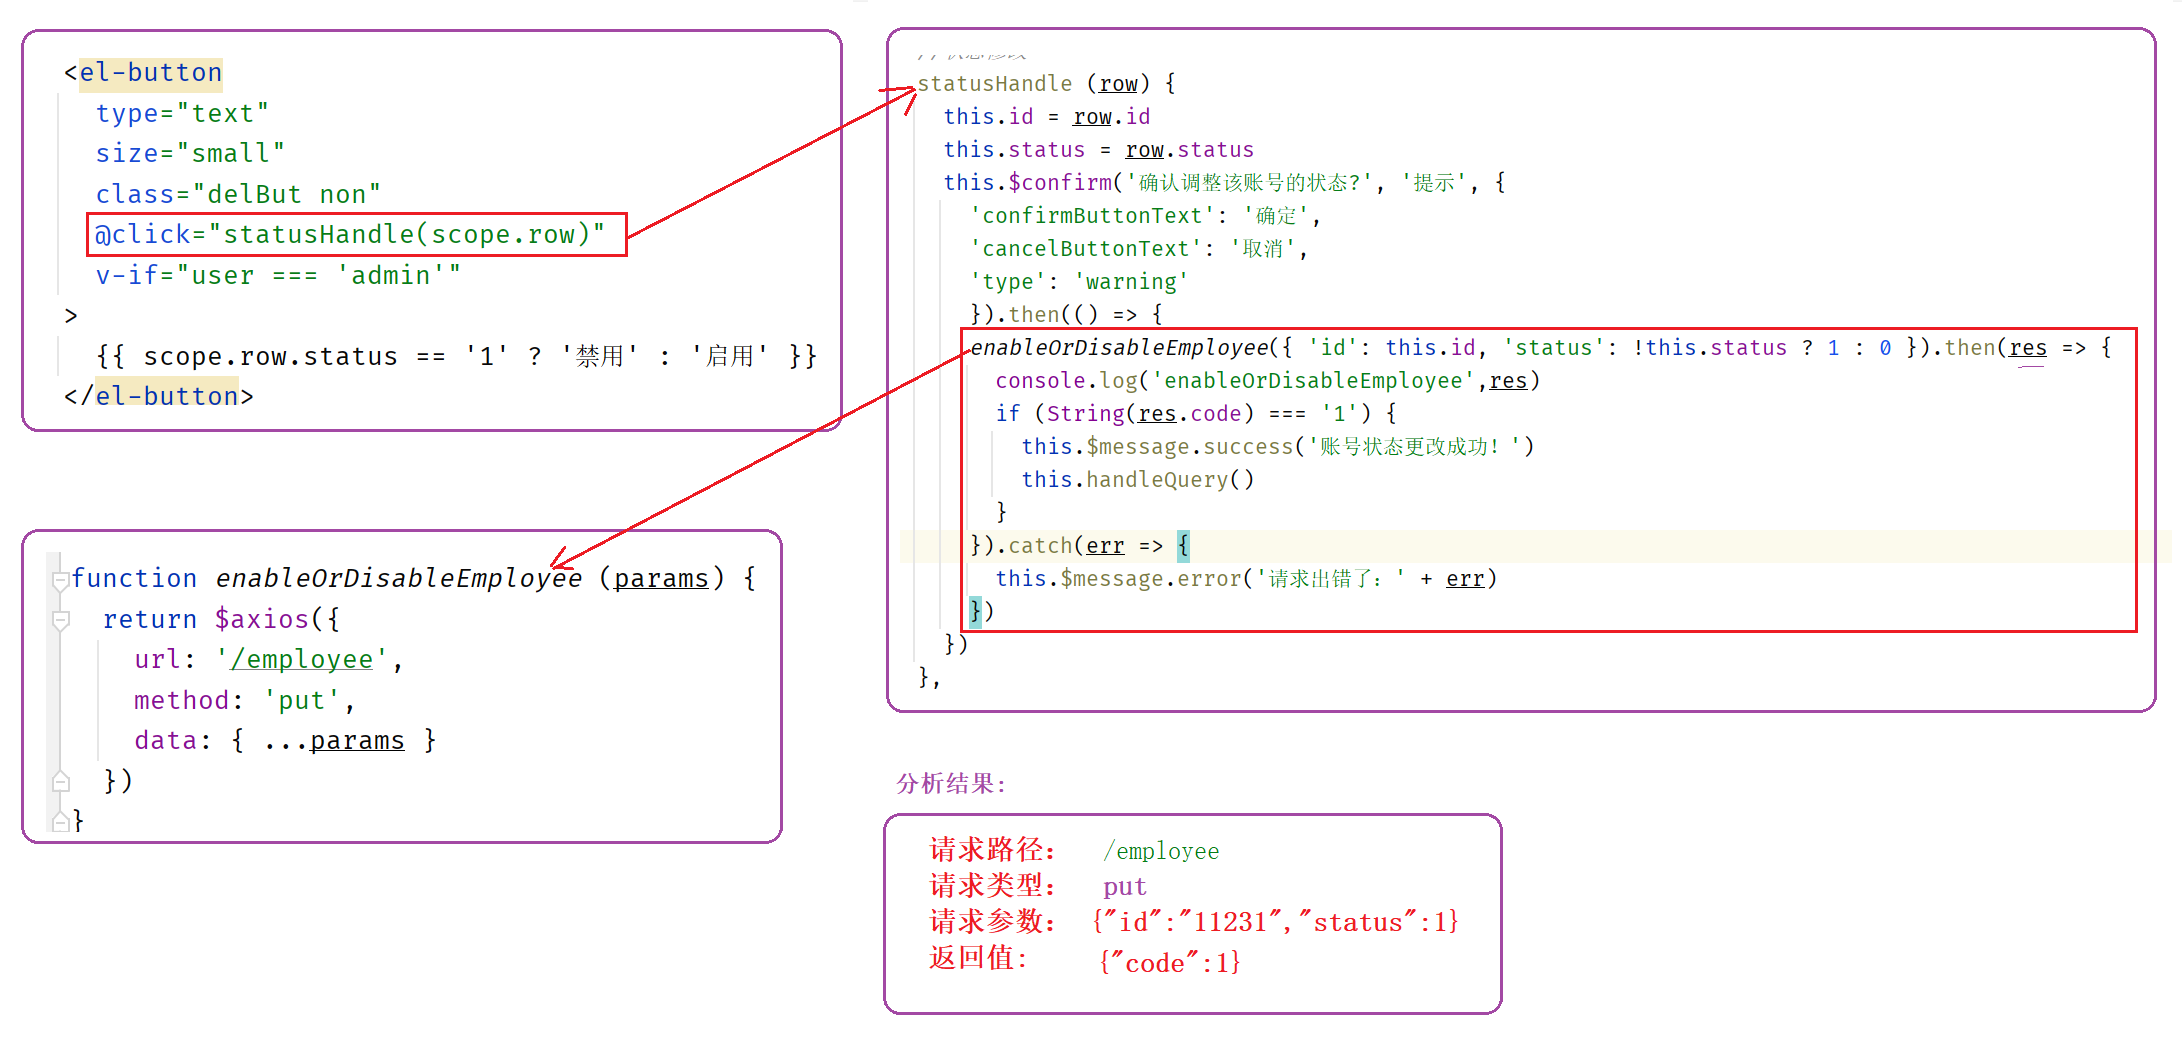 <el-button
type="text"
size="small"
class="delBut non"
@click="statusHandle(scope.row)"
v-if="user === 'admin'"
>
{{ scope.row.status == '1' ? '禁用' : '启用' }}
</el-button>
statusHandle (row) {
this.id = row.id
this.status = row.status
this.$confirm('确认调整该账号的状态?', '提示', {
'confirmButtonText': '确定',
'cancelButtonText': '取消',
'type': 'warning'
}).then(() => {
enableOrDisableEmployee({ 'id': this.id, 'status': !this.status ? 1 : 0 }).then(res => {
console.log('enableOrDisableEmployee',res)
if (String(res.code) === '1') {
this.$message.success('账号状态更改成功！')
this.handleQuery()
}
}).catch(err => {
this.$message.error('请求出错了：' + err)
})
})
},
function enableOrDisableEmployee (params) {
return $axios({
url: '/employee',
method: 'put',
data: { ...params }
})
}
分析结果：
请求路径： /employee
请求类型： put
请求参数： {"id":"11231","status":1}
返回值： {"code":1}